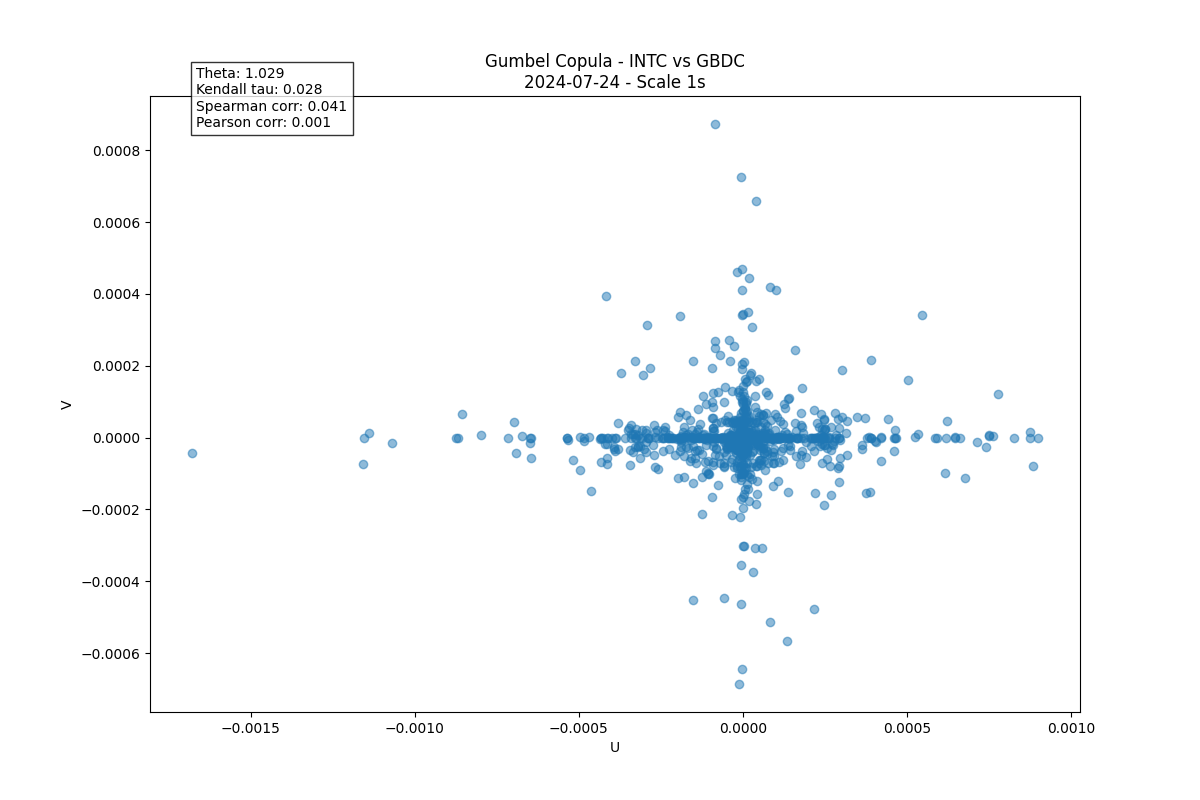 Gumbel Copula - INTC vs GBDC
2024-07-24 - Scale 1s
Theta: 1.029
Kendall tau: 0.028
Spearman corr: 0.041
Pearson corr: 0.001
V
0.0008
0.0006
0.0004
0.0002
0.0000
−0.0002
−0.0004
−0.0006
−0.0015
−0.0010
−0.0005
0.0000
0.0005
0.0010
U